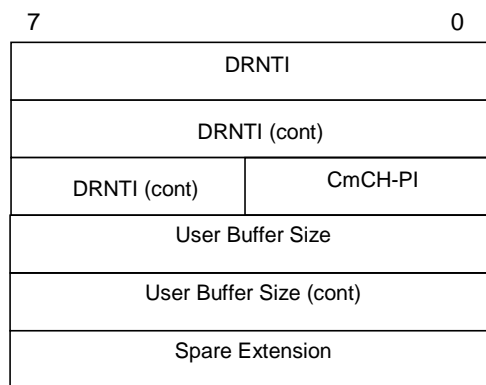 7 0
DRNTI
DRNTI (cont)
DRNTI (cont) CmCH-PI
User Buffer Size
User Buffer Size (cont)
Spare Extension